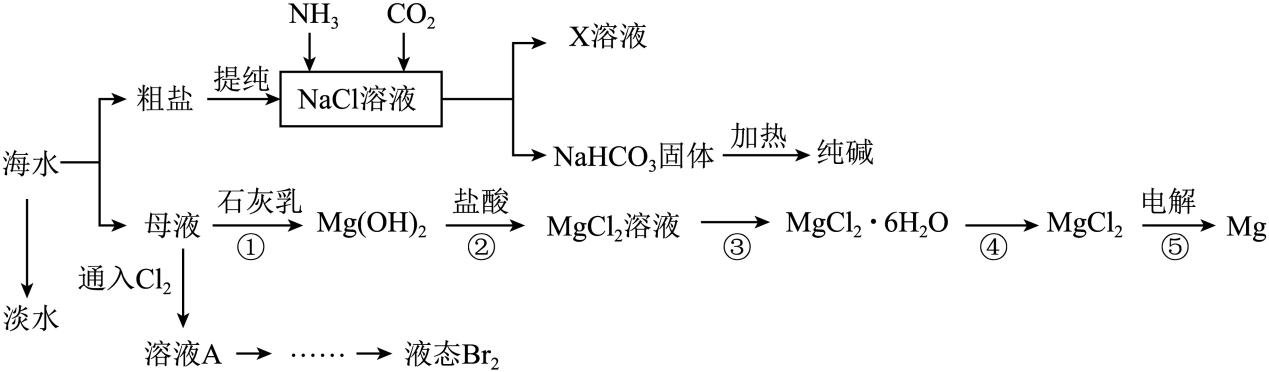 NH₃ CO₂
X溶液
提纯
粗盐 NaCl溶液
加热
海水 NaHCO₃固体 纯碱
石灰乳 盐酸 电解
母液 Mg(OH)₂ MgCl₂溶液 MgCl₂·6H₂O MgCl₂ Mg
① ② ③ ④ ⑤
通入Cl₂
淡水
溶液A …… 液态Br₂